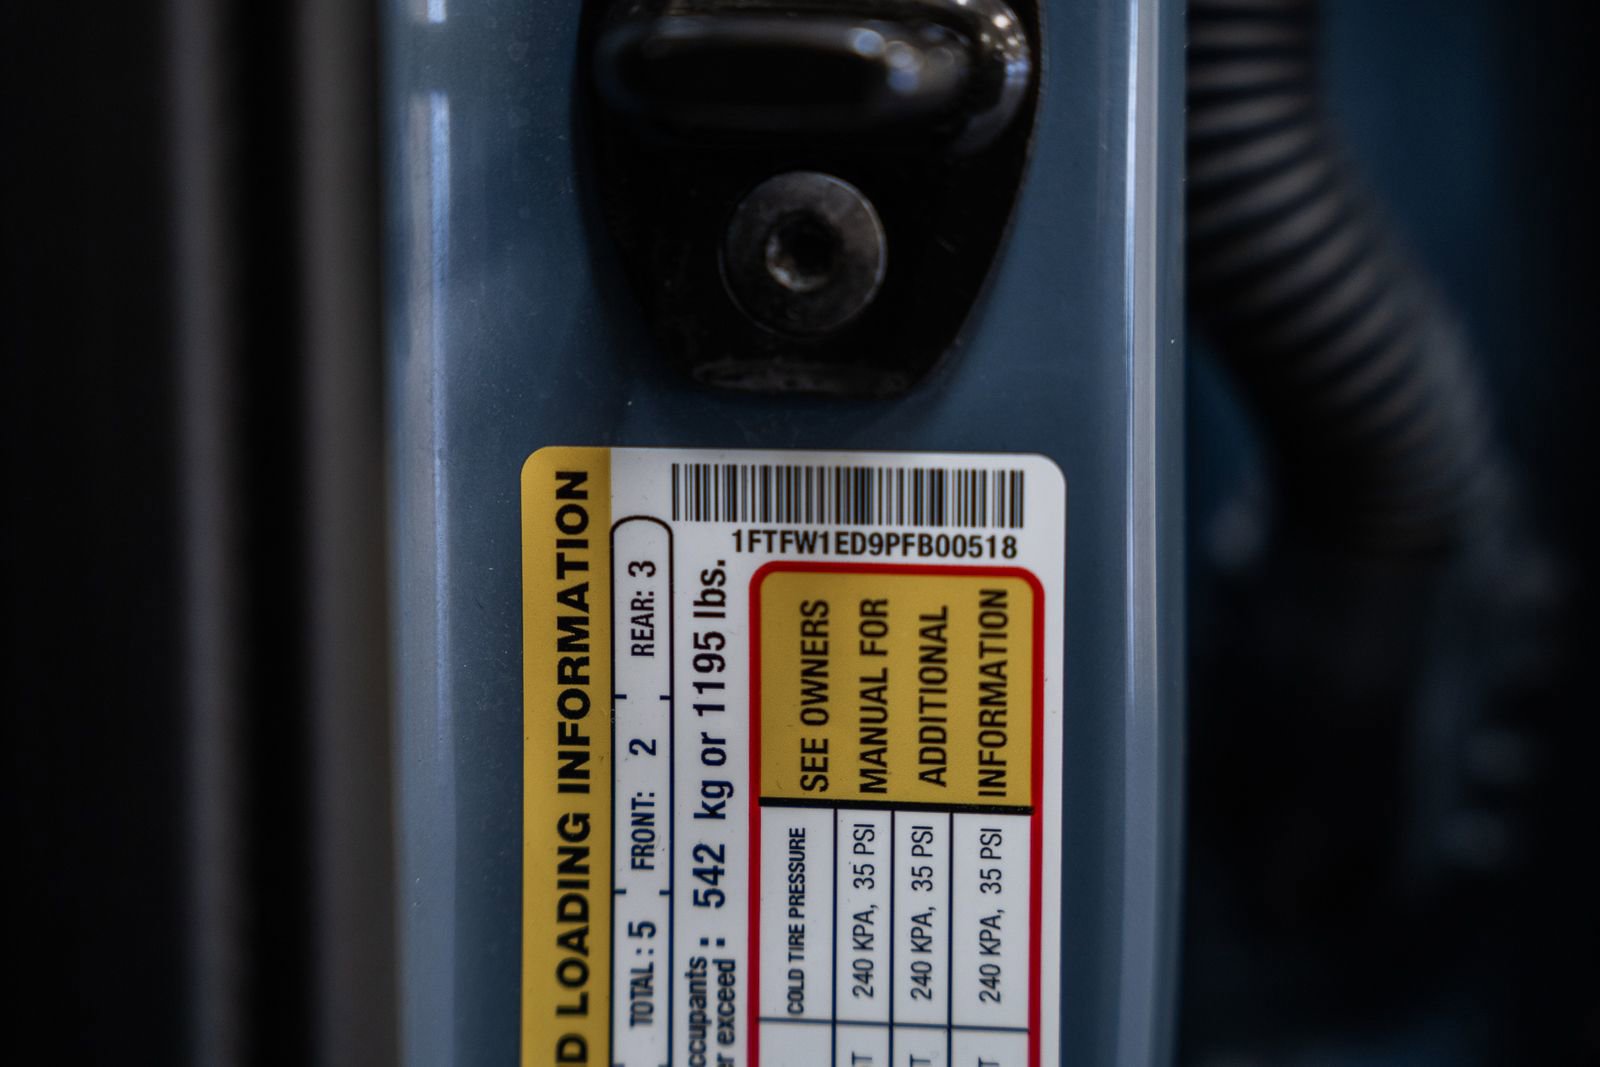 1FTFW1ED9PFB00518
LOADING INFORMATION
TOTAL : 5 FRONT: 2 REAR: 3
: 542 kg or 1195 lbs.
exceed
COLD TIRE PRESSURE
240 KPA, 35 PSI
240 KPA, 35 PSI
240 KPA, 35 PSI
SEE OWNERS
MANUAL FOR
ADDITIONAL
INFORMATION